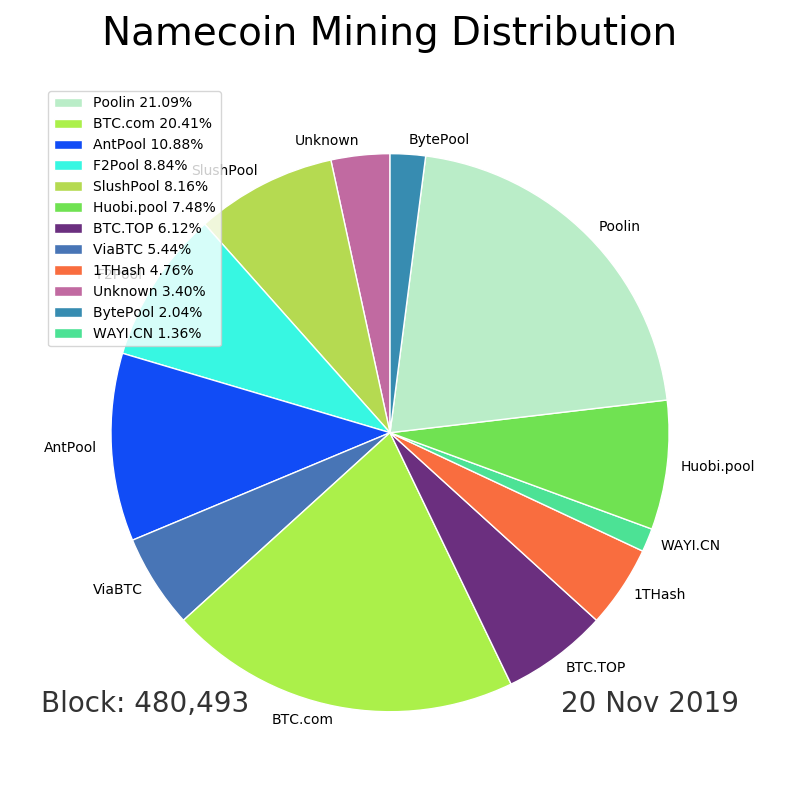 Namecoin Mining Distribution
Poolin 21.09%
BTC.com 20.41%
AntPool 10.88%
F2Pool 8.84%
SlushPool 8.16%
Huobi.pool 7.48%
BTC.TOP 6.12%
ViaBTC 5.44%
1THash 4.76%
Unknown 3.40%
BytePool 2.04%
WAYI.CN 1.36%
Unknown
BytePool
SlushPool
Poolin
F2Pool
AntPool
Huobi.pool
WAYI.CN
ViaBTC
1THash
BTC.TOP
BTC.com
Block: 480,493
20 Nov 2019